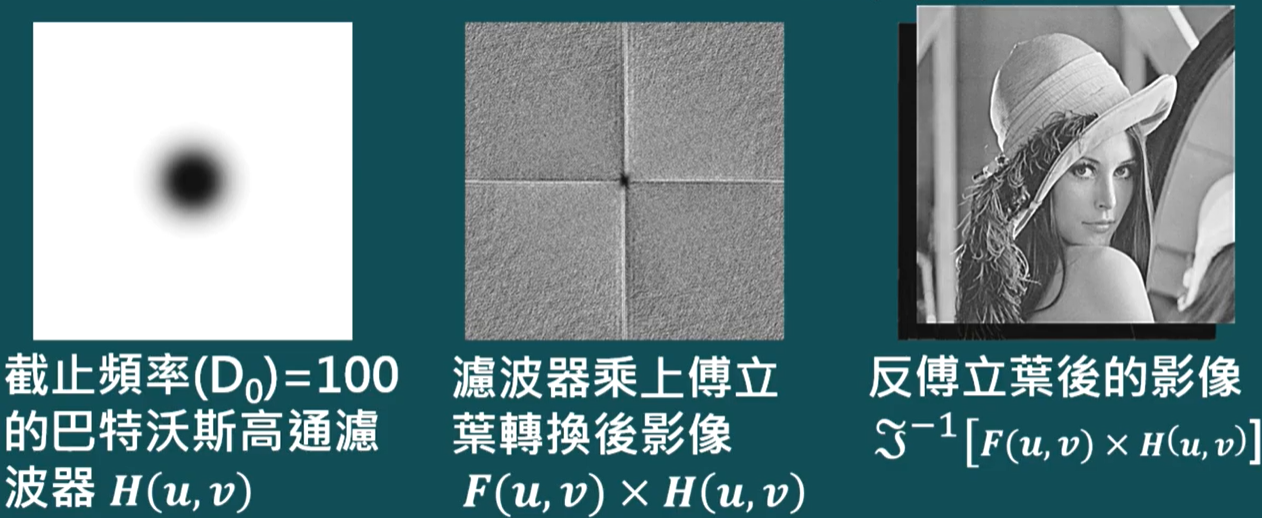 截止頻率(D₀)=100
的巴特沃斯高通濾
波器 H(u,v)
濾波器乘上傅立
葉轉換後影像
F(u,v) × H(u,v)
反傅立葉後的影像
ℑ⁻¹[F(u,v) × H(u,v)]